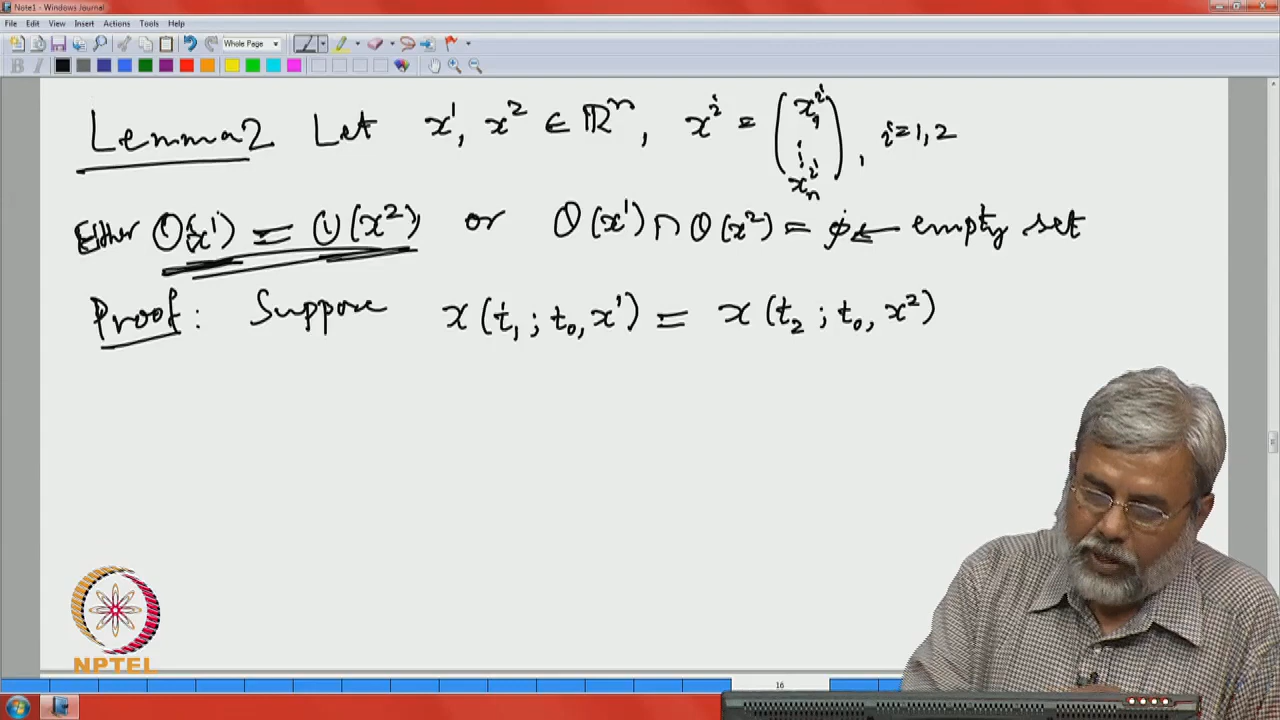 Note1 - Windows Journal
File Edit View Insert Actions Tools Help
Whole Page
B I
Lemma 2 Let x¹, x² ∈ ℝⁿ, xⁱ = (x₁ⁱ ⋮ xₙⁱ), i=1,2
Either O(x¹) = O(x²) or O(x¹) ∩ O(x²) = ϕ ← empty set
Proof: Suppose x(t₁; t₀, x¹) = x(t₂; t₀, x²)
NPTEL
16